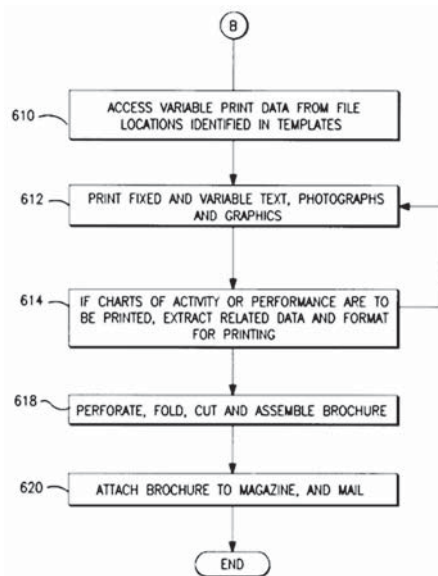 B
610
ACCESS VARIABLE PRINT DATA FROM FILE
LOCATIONS IDENTIFIED IN TEMPLATES
612
PRINT FIXED AND VARIABLE TEXT, PHOTOGRAPHS
AND GRAPHICS
614
IF CHARTS OF ACTIVITY OR PERFORMANCE ARE TO
BE PRINTED, EXTRACT RELATED DATA AND FORMAT
FOR PRINTING
618
PERFORATE, FOLD, CUT AND ASSEMBLE BROCHURE
620
ATTACH BROCHURE TO MAGAZINE, AND MAIL
END